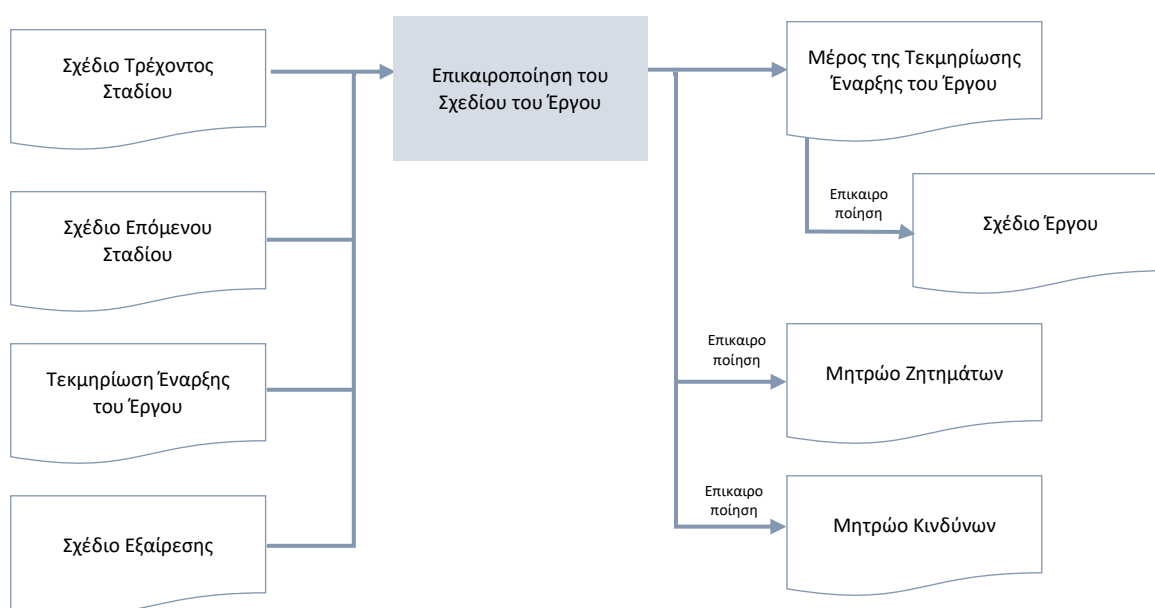 Σχέδιο Τρέχοντος
Σταδίου
Σχέδιο Επόμενου
Σταδίου
Τεκμηρίωση Έναρξης
του Έργου
Σχέδιο Εξαίρεσης
Επικαιροποίηση του
Σχεδίου του Έργου
Μέρος της Τεκμηρίωσης
Έναρξης του Έργου
Επικαιρο
ποίηση
Σχέδιο Έργου
Επικαιρο
ποίηση
Μητρώο Ζητημάτων
Επικαιρο
ποίηση
Μητρώο Κινδύνων